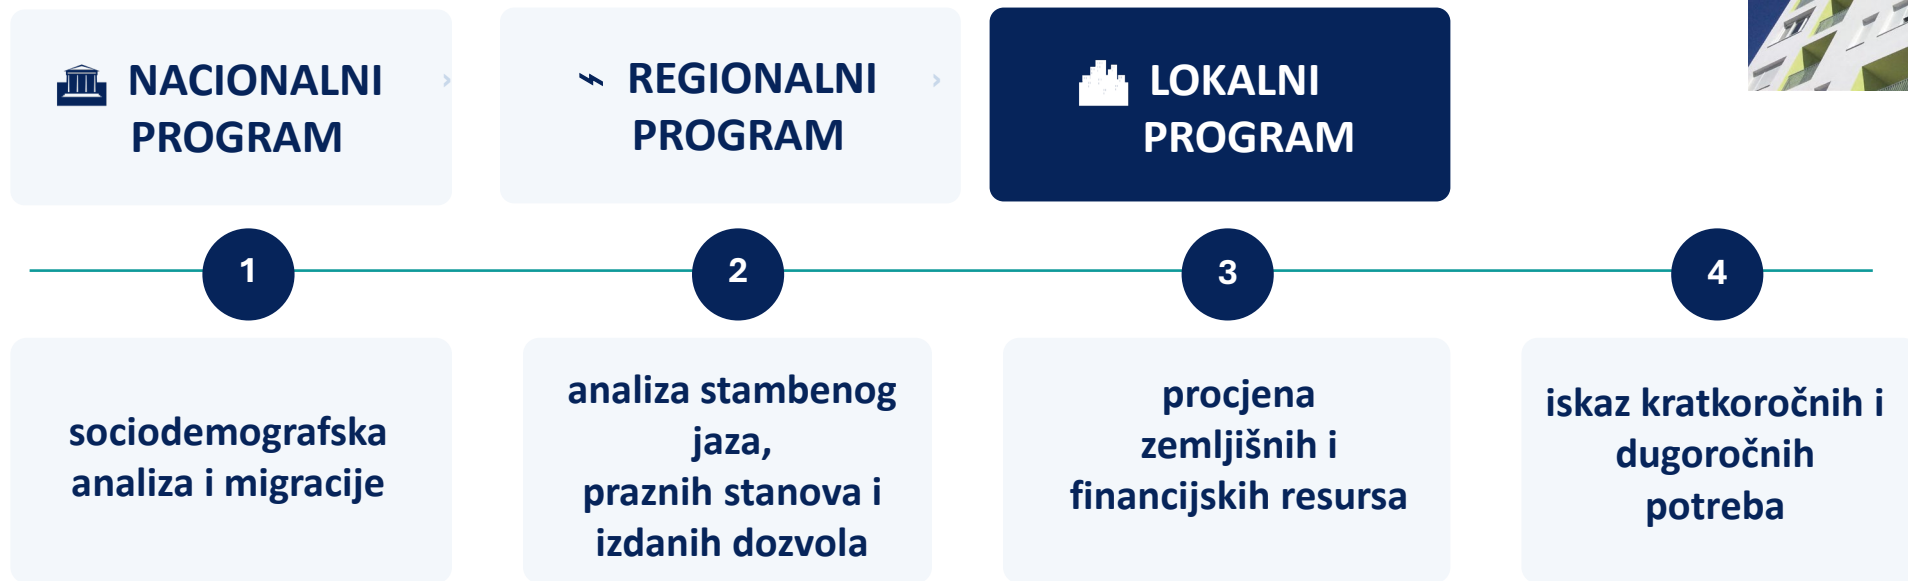 NACIONALNI
PROGRAM
›
REGIONALNI
PROGRAM
›
LOKALNI
PROGRAM
1
2
3
4
sociodemografska
analiza i migracije
analiza stambenog
jaza,
praznih stanova i
izdanih dozvola
procjena
zemljišnih i
financijskih resursa
iskaz kratkoročnih i
dugoročnih
potreba